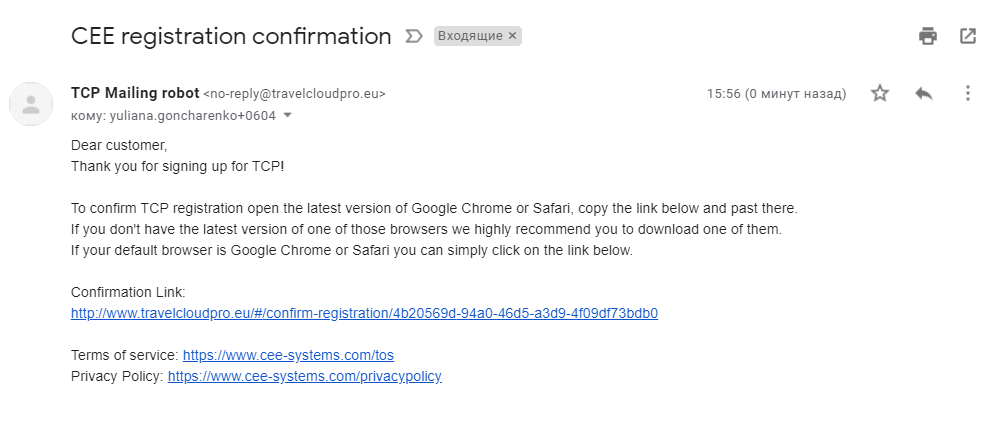 CEE registration confirmation
Входящие ×
TCP Mailing robot <no-reply@travelcloudpro.eu>
15:56 (0 минут назад)
кому: yuliana.goncharenko+0604
Dear customer,
Thank you for signing up for TCP!
To confirm TCP registration open the latest version of Google Chrome or Safari, copy the link below and past there.
If you don't have the latest version of one of those browsers we highly recommend you to download one of them.
If your default browser is Google Chrome or Safari you can simply click on the link below.
Confirmation Link:
http://www.travelcloudpro.eu/#/confirm-registration/4b20569d-94a0-46d5-a3d9-4f09df73bdb0
Terms of service: https://www.cee-systems.com/tos
Privacy Policy: https://www.cee-systems.com/privacypolicy